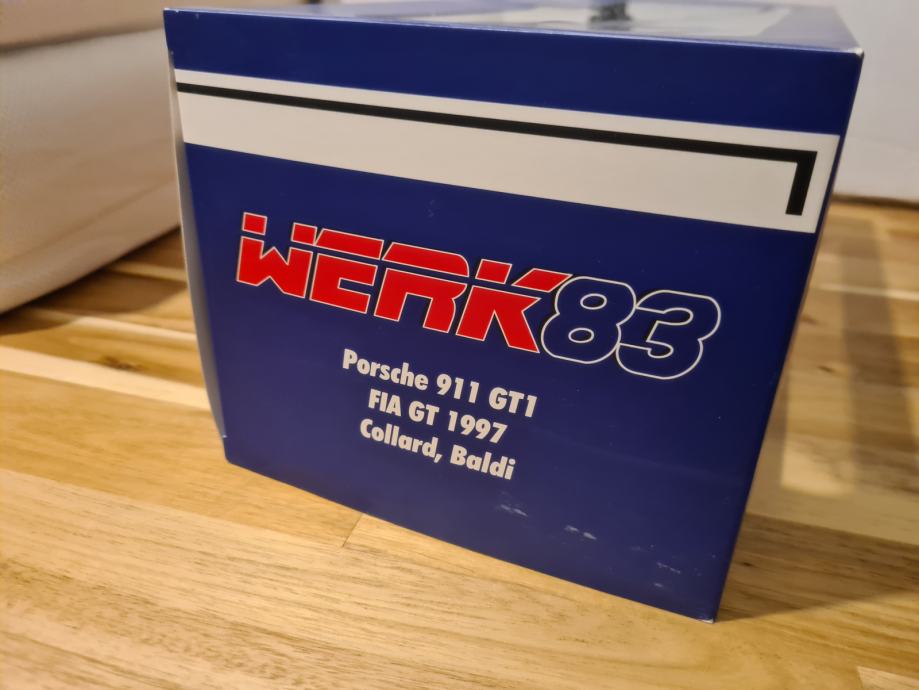 WERK83
Porsche 911 GT1
FIA GT 1997
Collard, Baldi